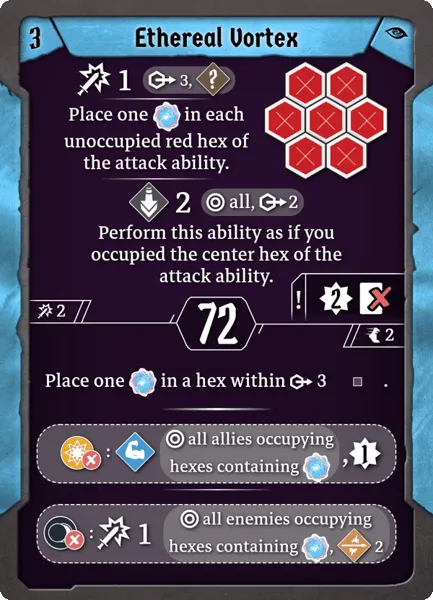 3 Ethereal Vortex
1 3, ?
Place one in each
unoccupied red hex of
the attack ability.
2 all, 2
Perform this ability as if you
occupied the center hex of the
attack ability.
! 2
2 72
2
Place one in a hex within 3 .
: all allies occupying
hexes containing , 1
: 1 all enemies occupying
hexes containing , 2